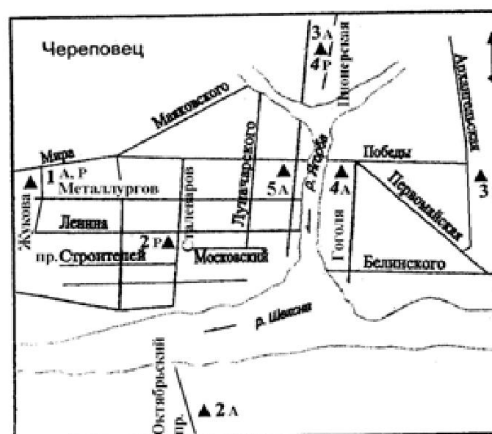 Череповец
3 А
4 Р
Пионерская
Архангельская
Маяковского
Мира
1 А, Р
Металлургов
Жукова
Ленина
пр. Строителей
2 Р
Сталеваров
Луначарского
Московский
5 А
р. Ягорба
4 А
Гоголя
Победы
Первомайская
3
Белинского
р. Шексна
Октябрьский
пр.
2 А